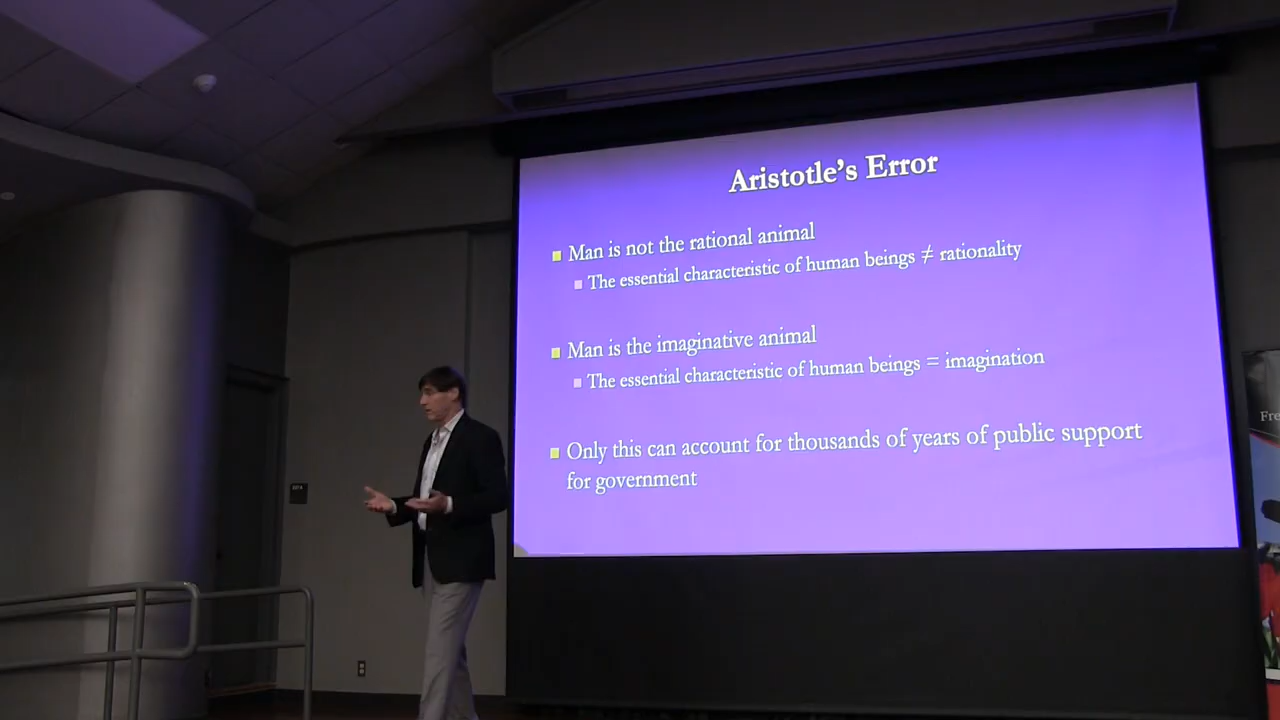 Aristotle's Error
Man is not the rational animal
The essential characteristic of human beings ≠ rationality
Man is the imaginative animal
The essential characteristic of human beings = imagination
Only this can account for thousands of years of public support
for government
Fre